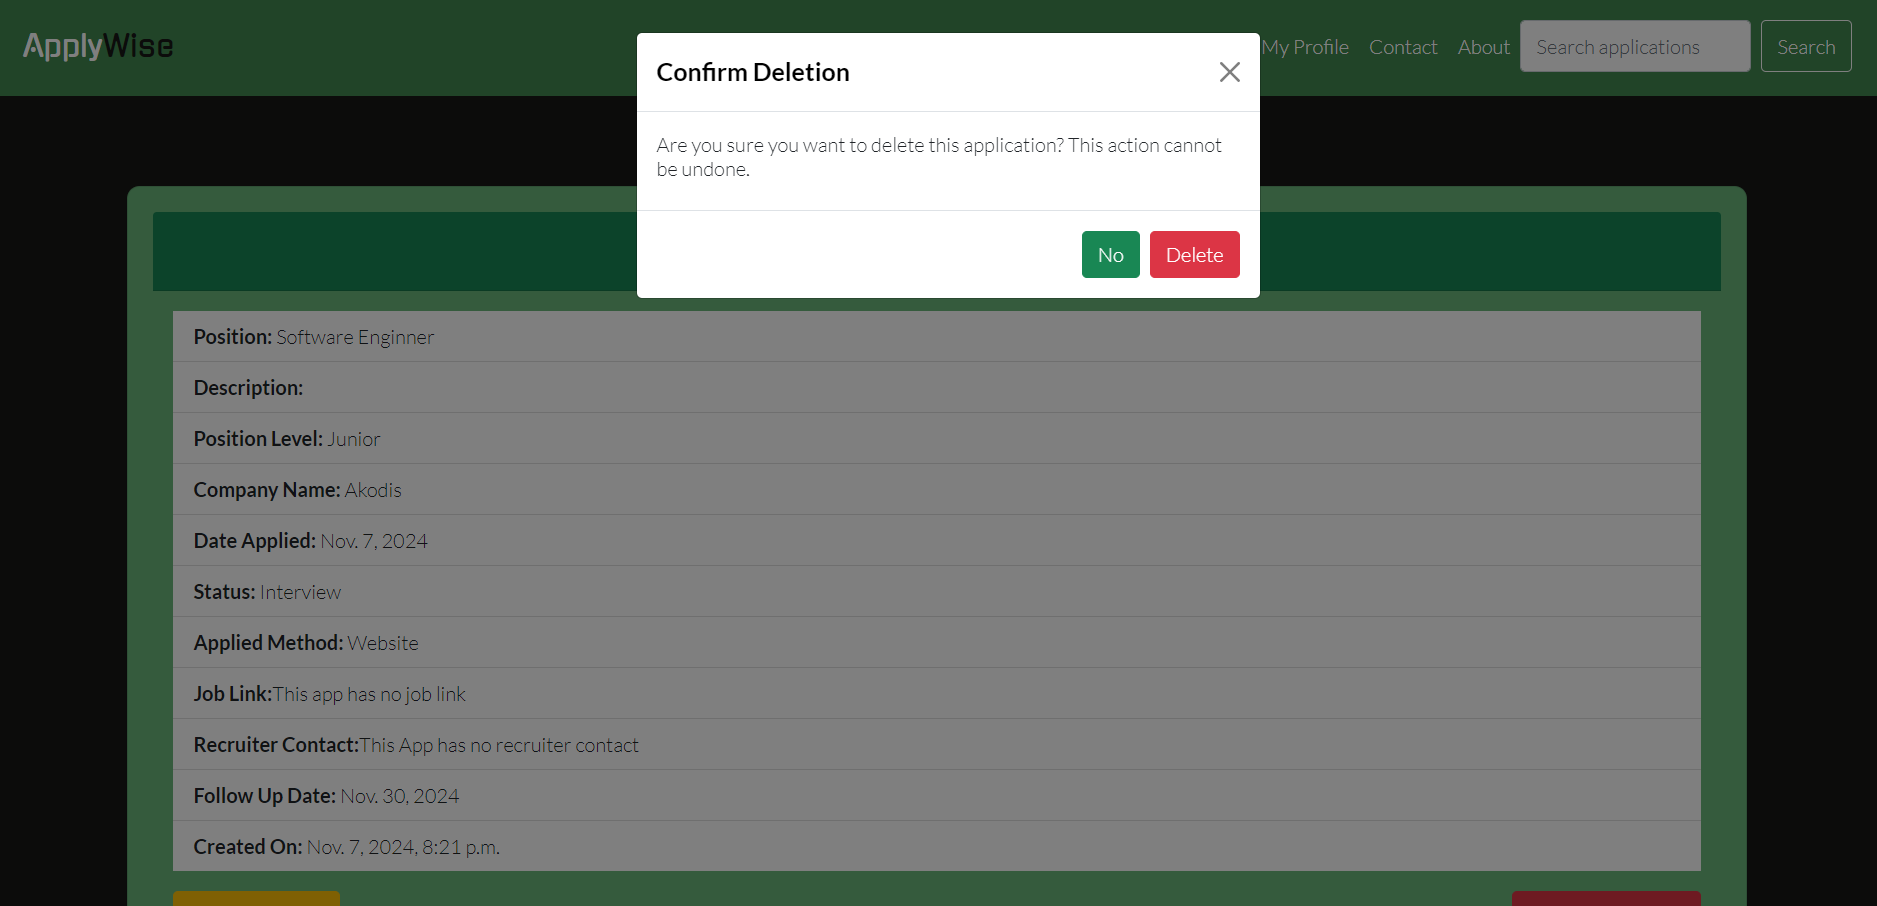 ApplyWise
My Profile Contact About Search applications Search
Confirm Deletion
Are you sure you want to delete this application? This action cannot
be undone.
No Delete
Position: Software Enginner
Description:
Position Level: Junior
Company Name: Akodis
Date Applied: Nov. 7, 2024
Status: Interview
Applied Method: Website
Job Link:This app has no job link
Recruiter Contact:This App has no recruiter contact
Follow Up Date: Nov. 30, 2024
Created On: Nov. 7, 2024, 8:21 p.m.